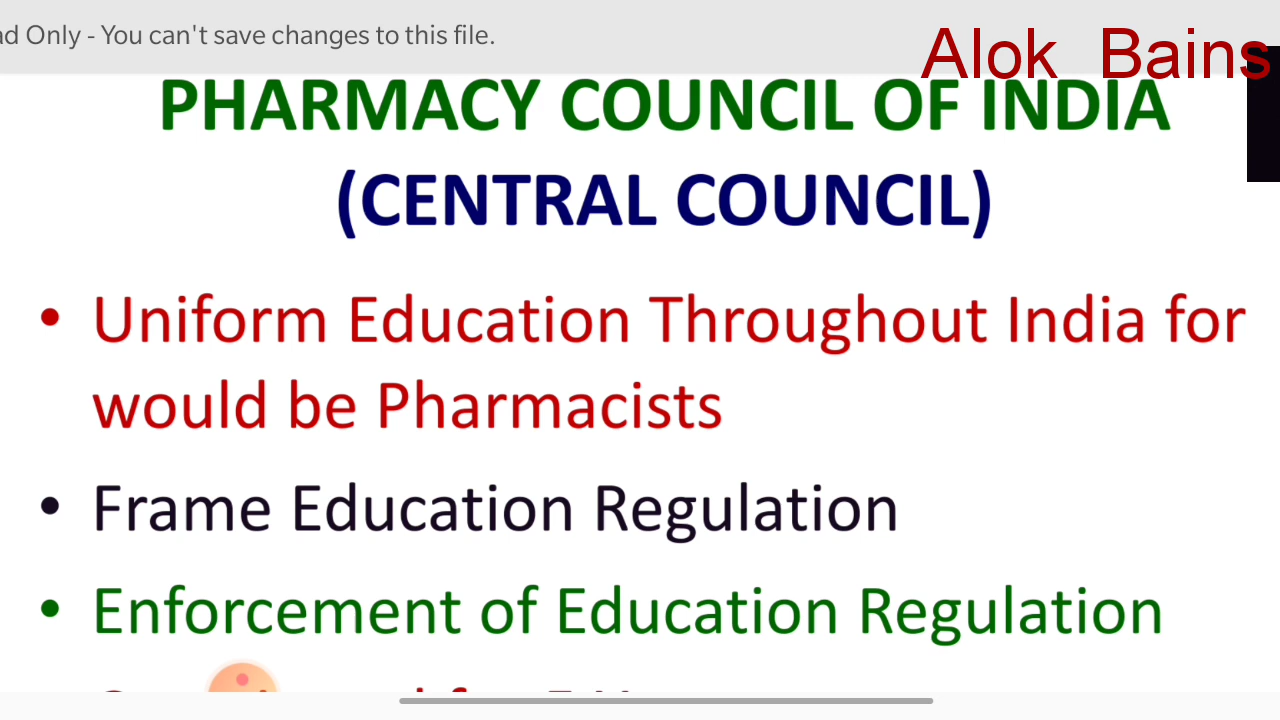 ad Only - You can't save changes to this file.
Alok Bains
PHARMACY COUNCIL OF INDIA
(CENTRAL COUNCIL)
• Uniform Education Throughout India for
would be Pharmacists
• Frame Education Regulation
• Enforcement of Education Regulation